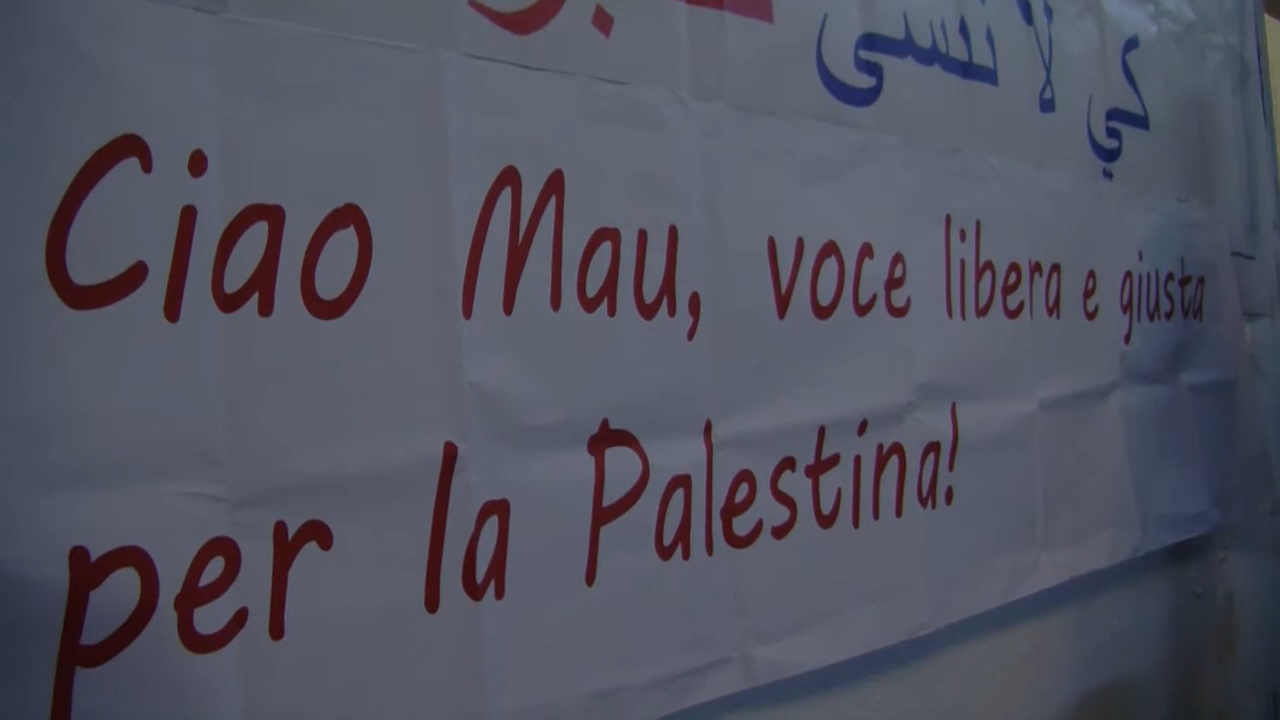 كي لا ننسى
Ciao Mau, voce libera e giusta
per la Palestina!